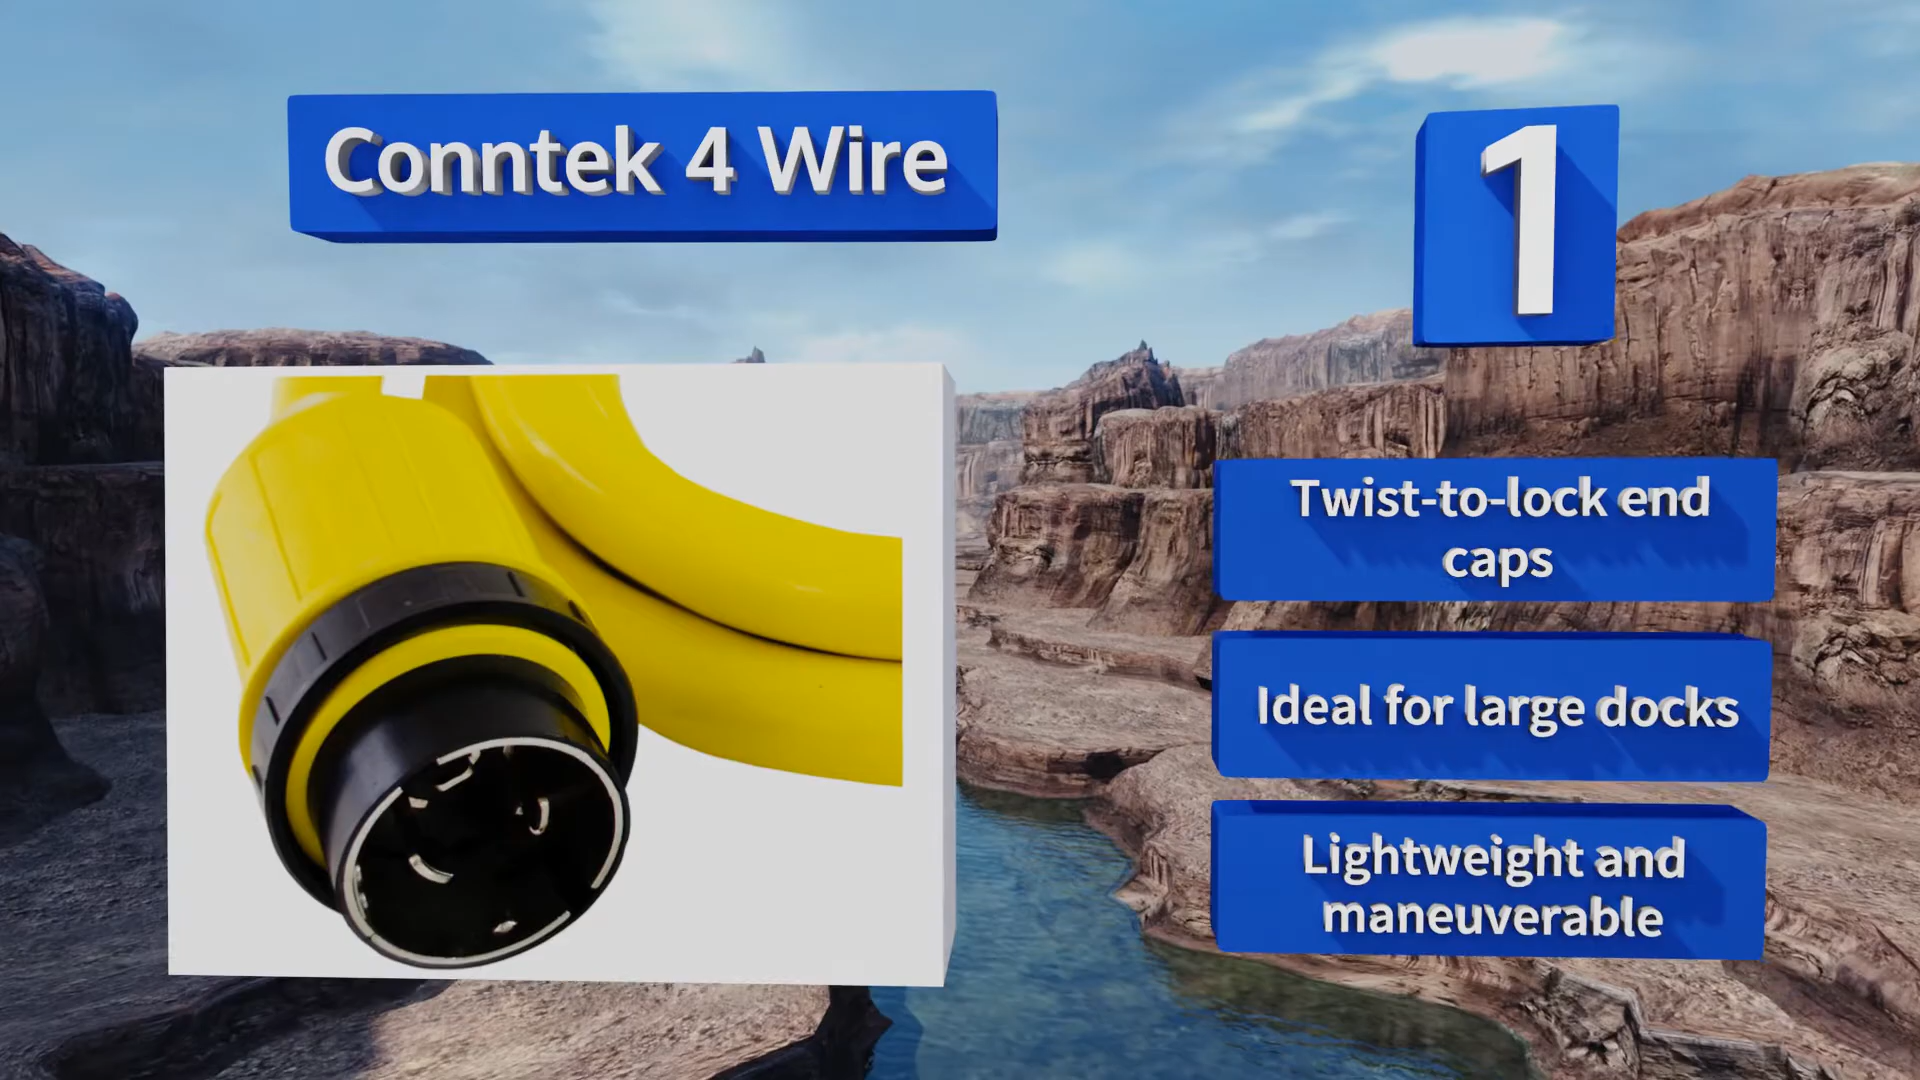 Conntek 4 Wire
1
Twist-to-lock end
caps
Ideal for large docks
Lightweight and
maneuverable